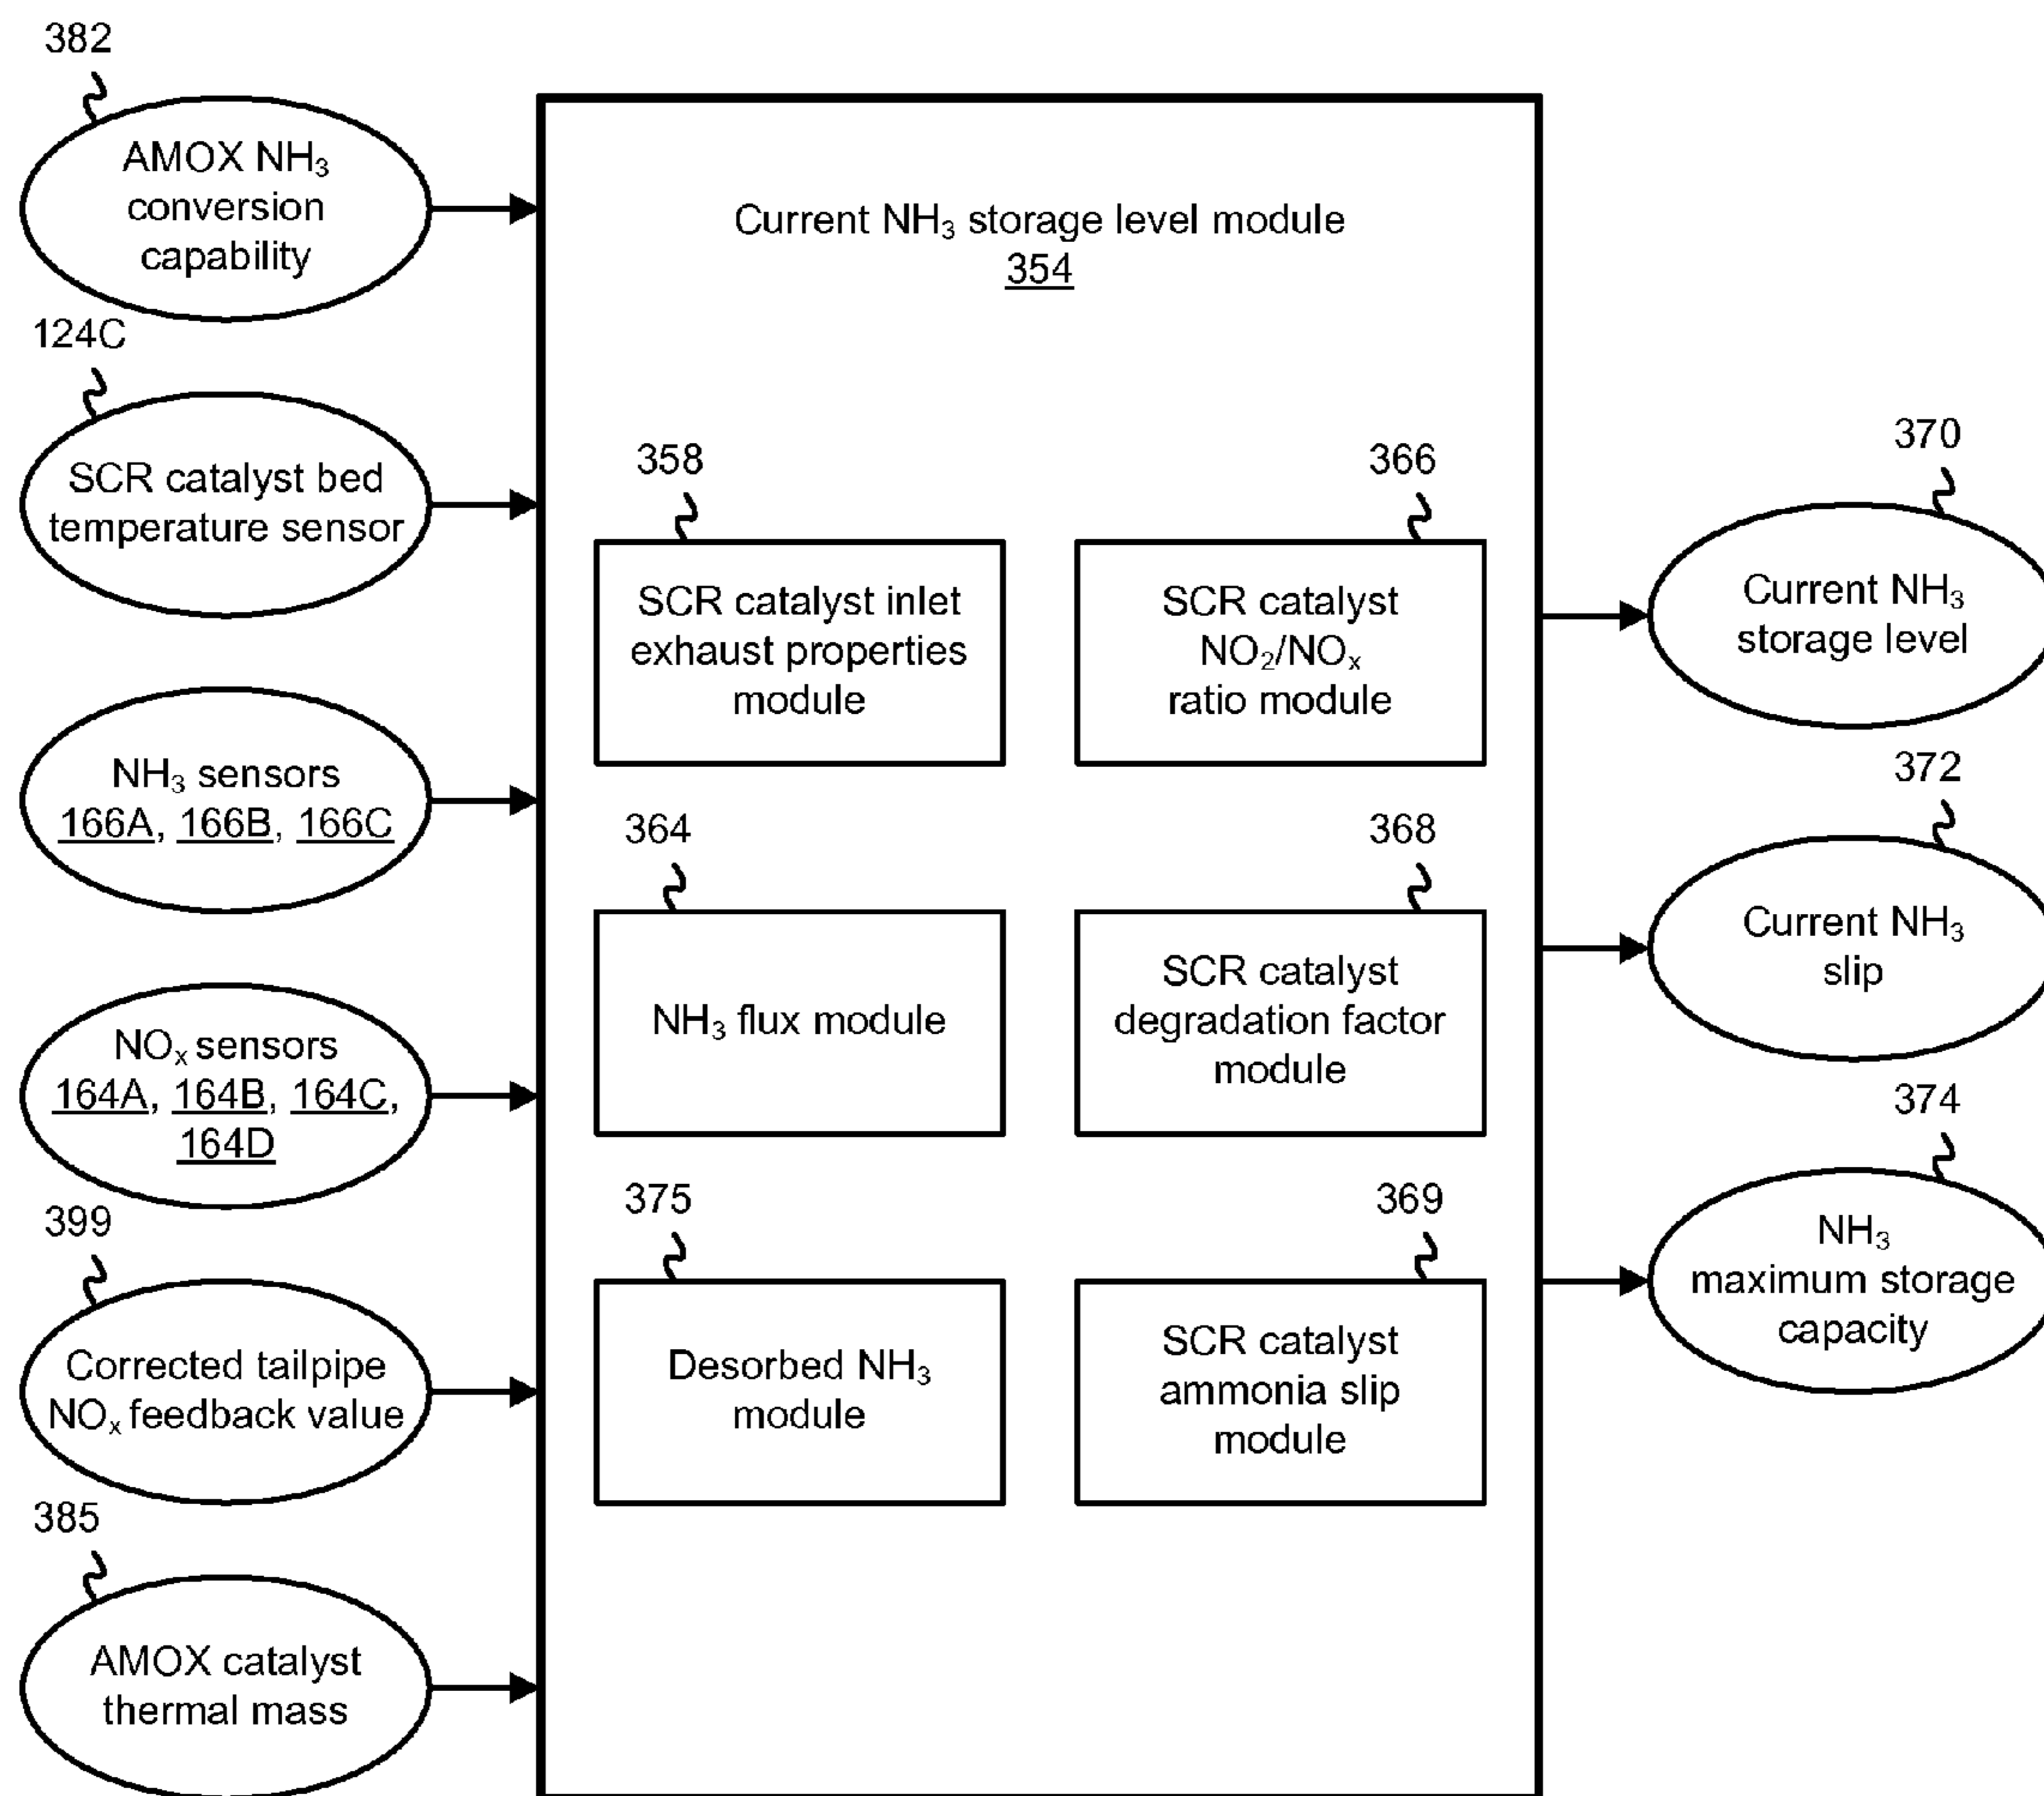 382
AMOX NH₃
conversion
capability
124C
SCR catalyst bed
temperature sensor
NH₃ sensors
166A, 166B, 166C
NOₓ sensors
164A, 164B, 164C,
164D
399
Corrected tailpipe
NOₓ feedback value
385
AMOX catalyst
thermal mass
Current NH₃ storage level module
354
358
SCR catalyst inlet
exhaust properties
module
366
SCR catalyst
NO₂/NOₓ
ratio module
364
NH₃ flux module
368
SCR catalyst
degradation factor
module
375
Desorbed NH₃
module
369
SCR catalyst
ammonia slip
module
370
Current NH₃
storage level
372
Current NH₃
slip
374
NH₃
maximum storage
capacity